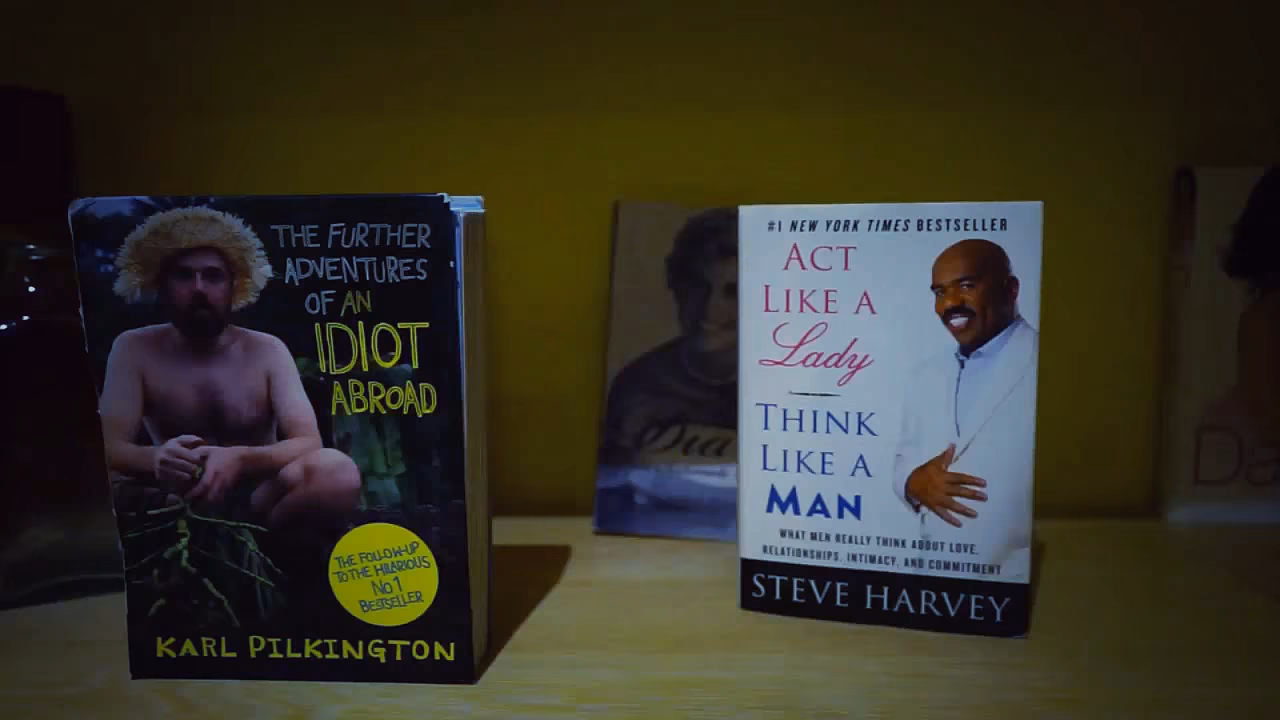 THE FURTHER
ADVENTURES
OF AN
IDIOT
ABROAD
THE FOLLOW-UP
TO THE HILARIOUS
No 1
BESTSELLER
KARL PILKINGTON
#1 NEW YORK TIMES BESTSELLER
ACT
LIKE A
Lady
THINK
LIKE A
MAN
WHAT MEN REALLY THINK ABOUT LOVE,
RELATIONSHIPS, INTIMACY, AND COMMITMENT
STEVE HARVEY